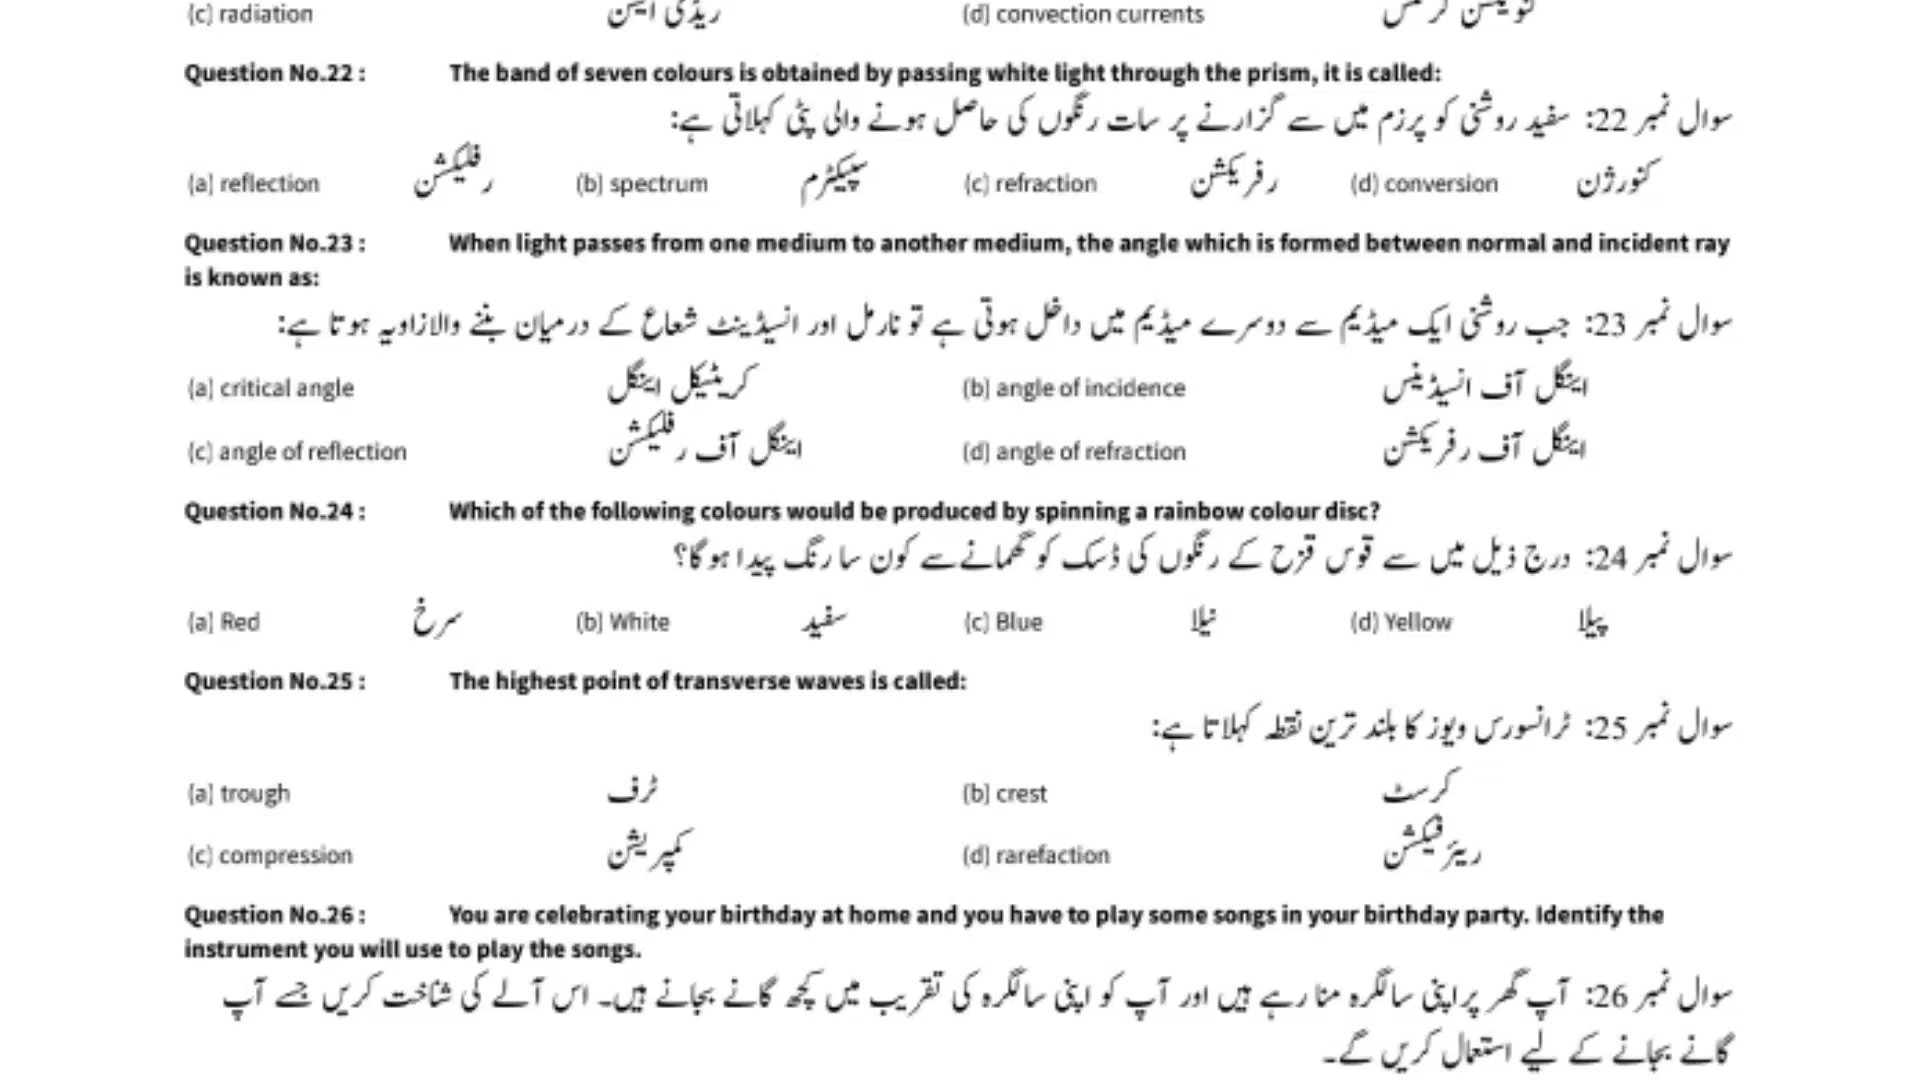 (c) radiation ریڈی ایشن (d) convection currents کنویکشن کرنٹس
Question No.22 : The band of seven colours is obtained by passing white light through the prism, it is called:
سوال نمبر 22: سفید روشنی کو پرزم میں سے گزارنے پر سات رنگوں کی حاصل ہونے والی پٹی کہلاتی ہے:
(a) reflection رفلیکشن (b) spectrum سپیکٹرم (c) refraction رفریکشن (d) conversion کنورژن
Question No.23 : When light passes from one medium to another medium, the angle which is formed between normal and incident ray
is known as:
سوال نمبر 23: جب روشنی ایک میڈیم سے دوسرے میڈیم میں داخل ہوتی ہے تو نارمل اور انسیڈینٹ شعاع کے درمیان بننے والا زاویہ ہوتا ہے:
(a) critical angle کریٹیکل اینگل (b) angle of incidence اینگل آف انسیڈینس
(c) angle of reflection اینگل آف رفلیکشن (d) angle of refraction اینگل آف رفریکشن
Question No.24 : Which of the following colours would be produced by spinning a rainbow colour disc?
سوال نمبر 24: درج ذیل میں سے قوس قزح کے رنگوں کی ڈسک کو گھمانے سے کون سا رنگ پیدا ہو گا؟
(a) Red سرخ (b) White سفید (c) Blue نیلا (d) Yellow پیلا
Question No.25 : The highest point of transverse waves is called:
سوال نمبر 25: ٹرانسورس ویوز کا بلند ترین نقطہ کہلاتا ہے:
(a) trough ٹرف (b) crest کرسٹ
(c) compression کمپریشن (d) rarefaction ریئرفیکشن
Question No.26 : You are celebrating your birthday at home and you have to play some songs in your birthday party. Identify the
instrument you will use to play the songs.
سوال نمبر 26: آپ گھر پر اپنی سالگرہ منا رہے ہیں اور آپ کو اپنی سالگرہ کی تقریب میں کچھ گانے بجانے ہیں۔ اس آلے کی شناخت کریں جسے آپ
گانے بجانے کے لیے استعمال کریں گے۔